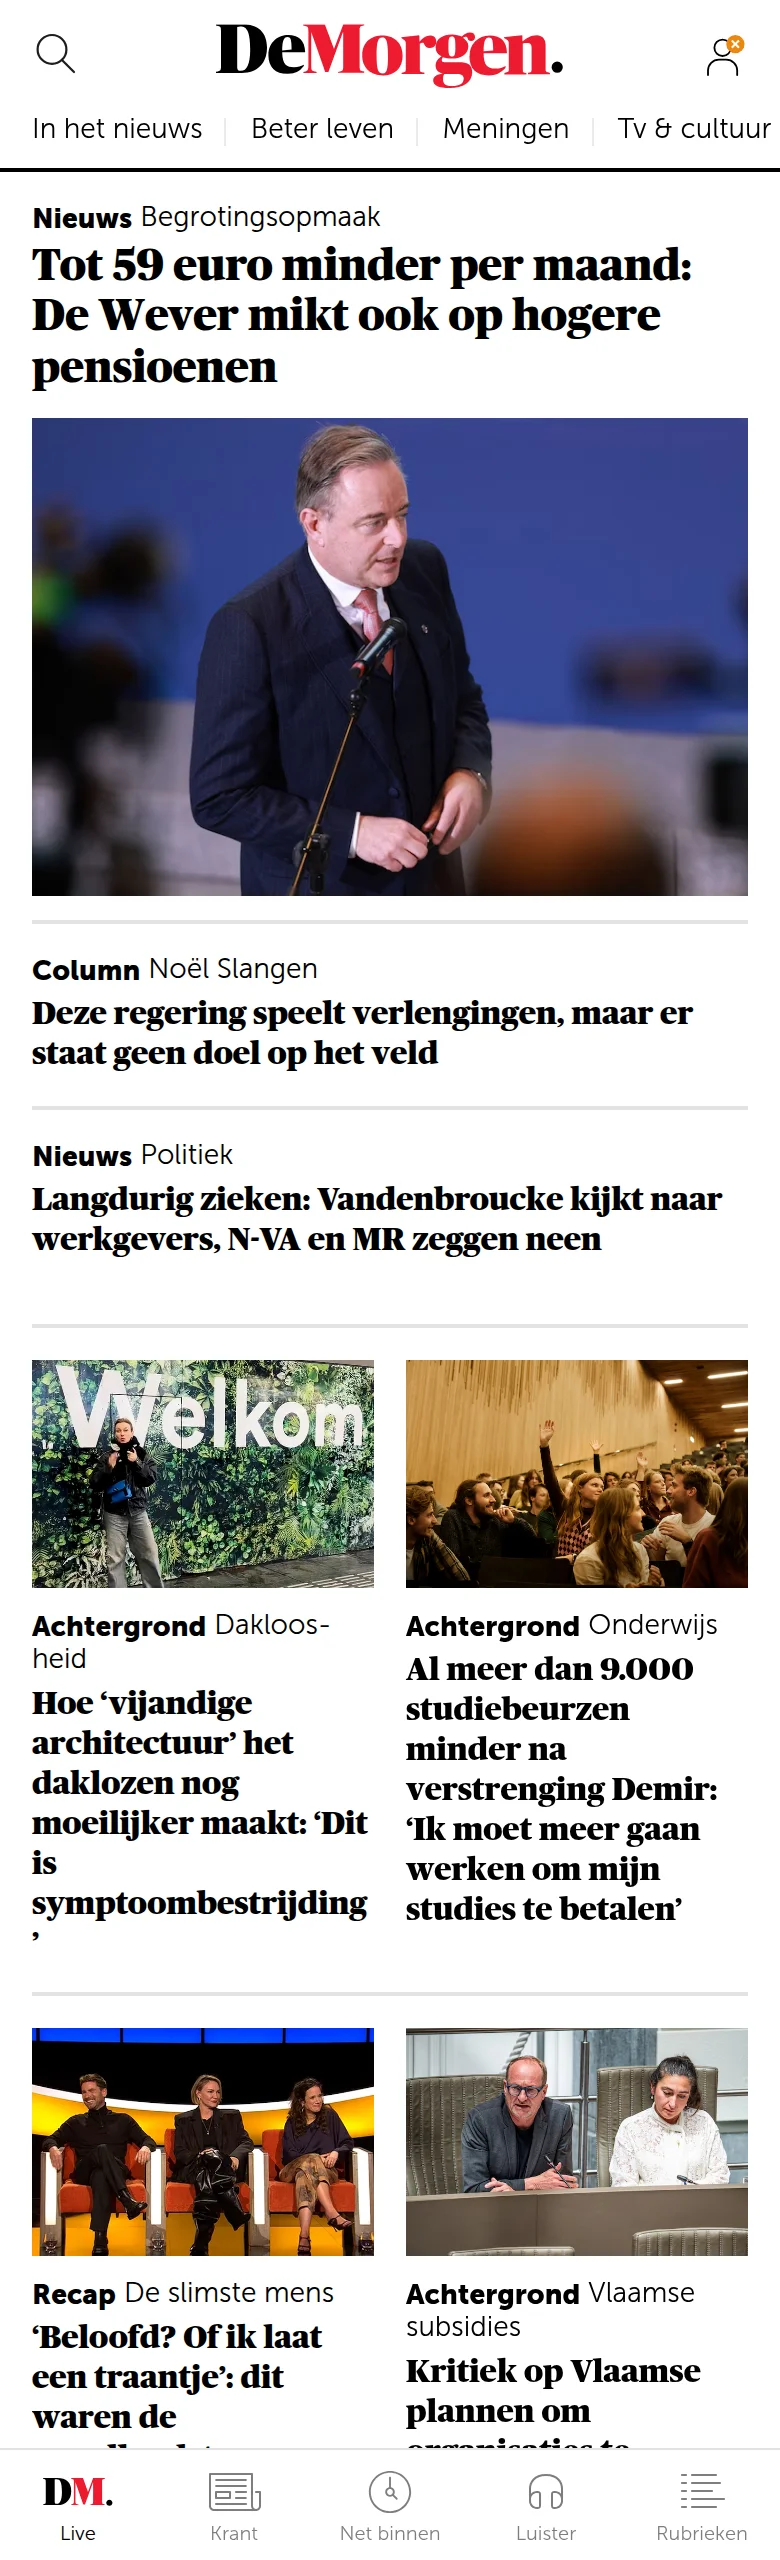 DeMorgen.
In het nieuws
Beter leven
Meningen
Tv & cultuur
Nieuws Begrotingsopmaak
Tot 59 euro minder per maand:
De Wever mikt ook op hogere
pensioenen
Column Noël Slangen
Deze regering speelt verlengingen, maar er
staat geen doel op het veld
Nieuws Politiek
Langdurig zieken: Vandenbroucke kijkt naar
werkgevers, N-VA en MR zeggen neen
Welkom
Achtergrond Dakloos-
heid
Hoe ‘vijandige
architectuur’ het
daklozen nog
moeilijker maakt: ‘Dit
is
symptoombestrijding
’
Achtergrond Onderwijs
Al meer dan 9.000
studiebeurzen
minder na
verstrenging Demir:
‘Ik moet meer gaan
werken om mijn
studies te betalen’
Recap De slimste mens
‘Beloofd? Of ik laat
een traantje’: dit
waren de
Achtergrond Vlaamse
subsidies
Kritiek op Vlaamse
plannen om
organisaties te
DM.
Live
Krant
Net binnen
Luister
Rubrieken